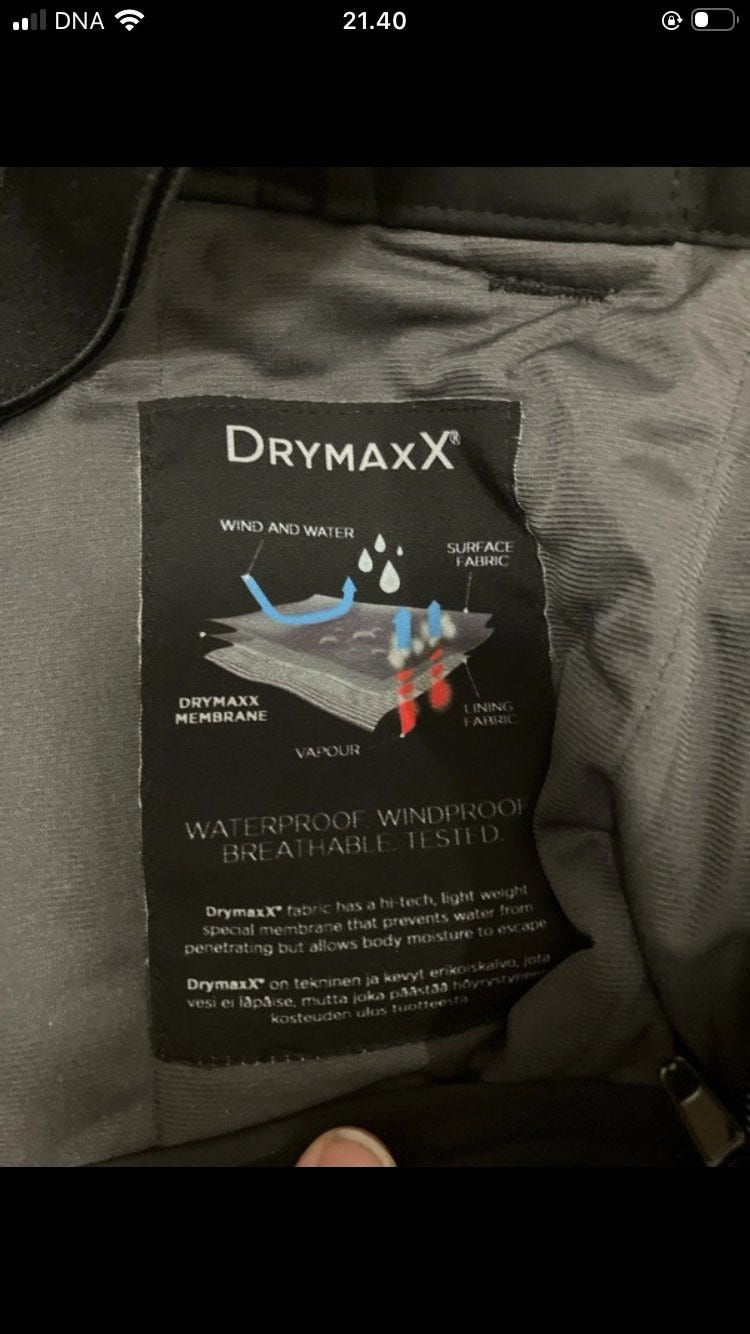 DNA 21.40
DRYMAXX®
WIND AND WATER
SURFACE
FABRIC
DRYMAXX
MEMBRANE
LINING
FABRIC
VAPOUR
WATERPROOF. WINDPROOF
BREATHABLE. TESTED.
DrymaxX® fabric has a hi-tech, light weight
special membrane that prevents water from
penetrating but allows body moisture to escape
DrymaxX® on tekninen ja kevyt erikoiskalvo, jota
vesi ei läpäise, mutta joka päästää
kosteuden ulos tuotteesta